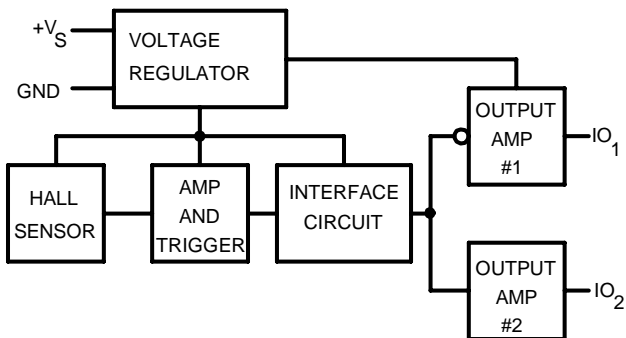 +VS
VOLTAGE
REGULATOR
GND
OUTPUT
AMP
#1
IO1
HALL
SENSOR
AMP
AND
TRIGGER
INTERFACE
CIRCUIT
OUTPUT
AMP
#2
IO2